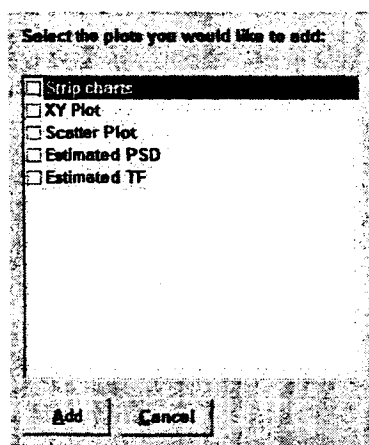 Select the plots you would like to add:
Strip charts
XY Plot
Scatter Plot
Estimated PSD
Estimated TF
Add
Cancel